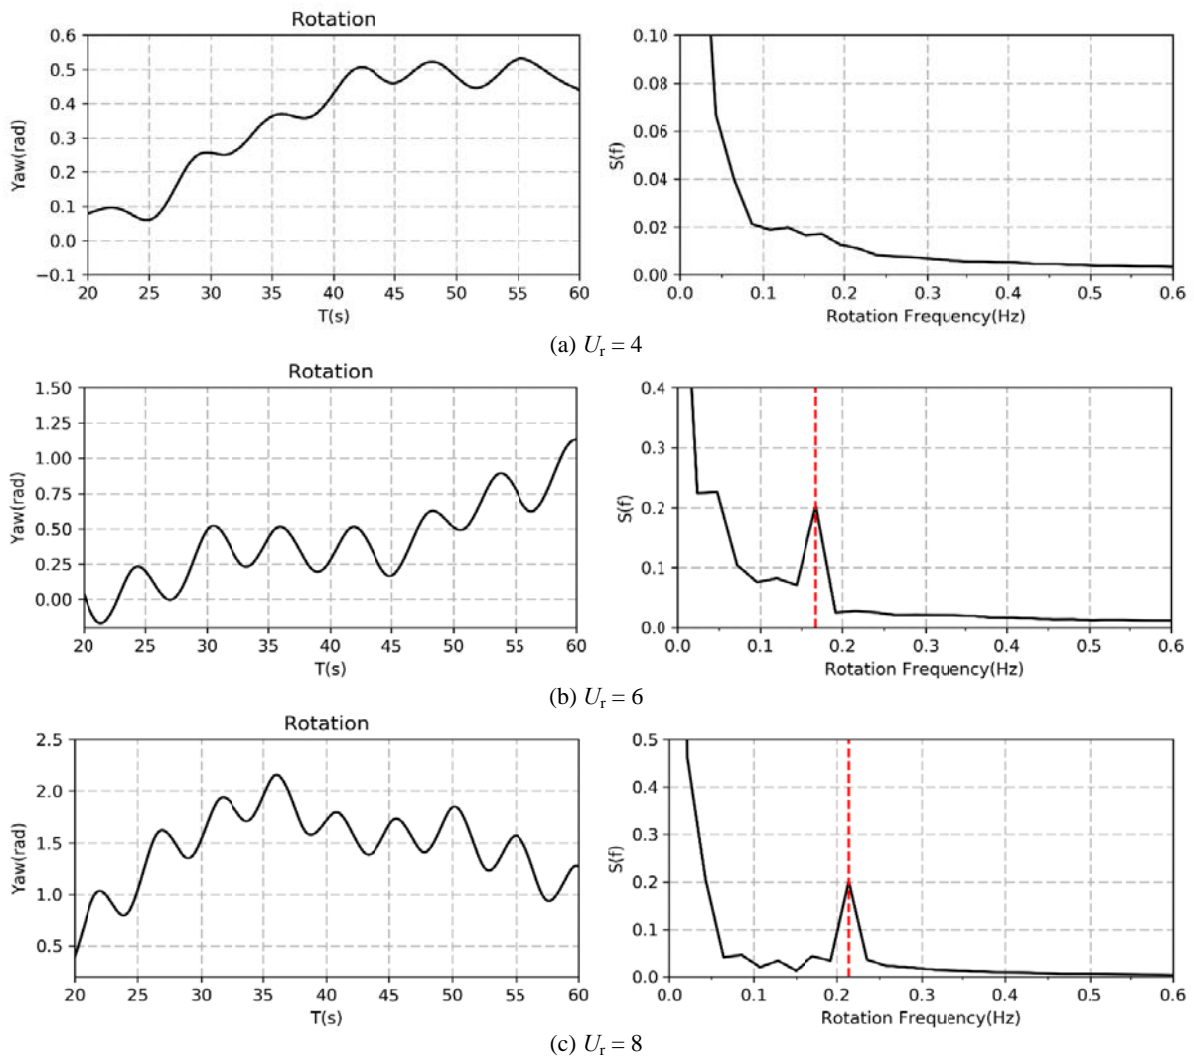 Rotation
0.6
0.5
0.4
0.3
0.2
0.1
0.0
−0.1
Yaw(rad)
20 25 30 35 40 45 50 55 60
T(s)
0.10
0.08
0.06
0.04
0.02
0.00
S(f)
0.0 0.1 0.2 0.3 0.4 0.5 0.6
Rotation Frequency(Hz)
(a) Ur = 4
Rotation
1.50
1.25
1.00
0.75
0.50
0.25
0.00
Yaw(rad)
20 25 30 35 40 45 50 55 60
T(s)
0.4
0.3
0.2
0.1
0.0
S(f)
0.0 0.1 0.2 0.3 0.4 0.5 0.6
Rotation Frequency(Hz)
(b) Ur = 6
Rotation
2.5
2.0
1.5
1.0
0.5
Yaw(rad)
20 25 30 35 40 45 50 55 60
T(s)
0.5
0.4
0.3
0.2
0.1
0.0
S(f)
0.0 0.1 0.2 0.3 0.4 0.5 0.6
Rotation Frequency(Hz)
(c) Ur = 8